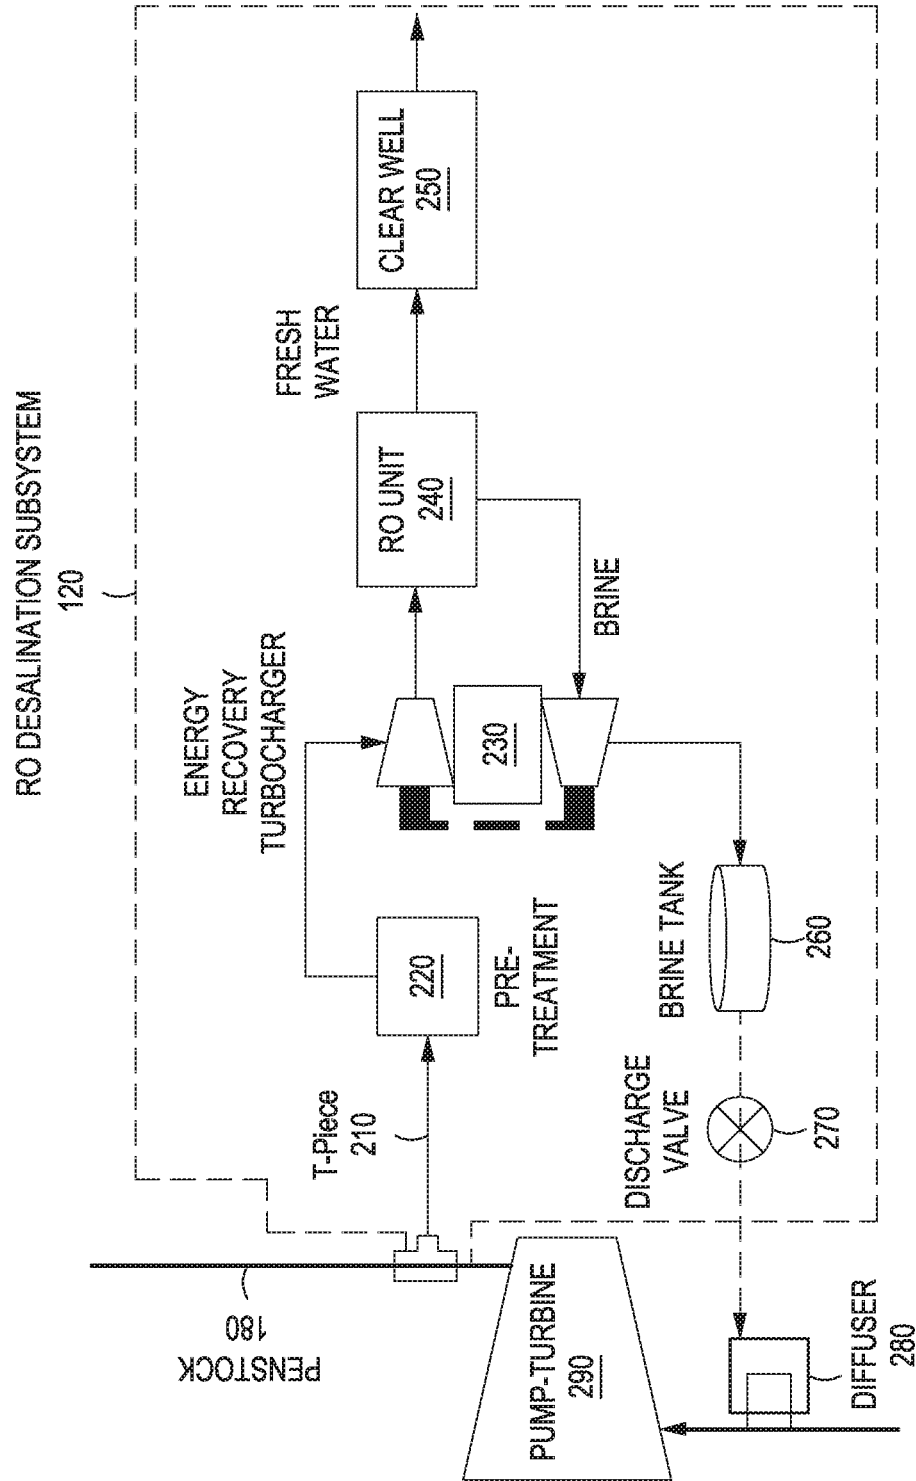 RO DESALINATION SUBSYSTEM
120
PENSTOCK
180
T-Piece
210
220
PRE-
TREATMENT
ENERGY
RECOVERY
TURBOCHARGER
230
RO UNIT
240
FRESH
WATER
CLEAR WELL
250
BRINE
BRINE TANK
260
DISCHARGE
VALVE
270
DIFFUSER
280
PUMP-TURBINE
290